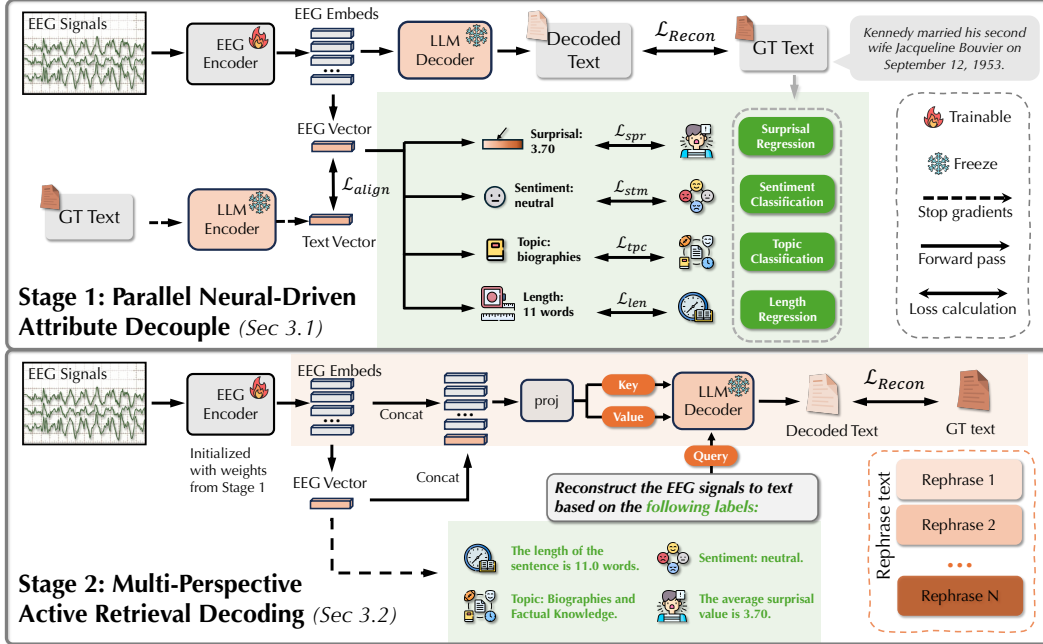 EEG Signals
EEG
Encoder
EEG Embeds
...
LLM
Decoder
Decoded
Text
ℒ_Recon
GT Text
Kennedy married his second
wife Jacqueline Bouvier on
September 12, 1953.
EEG Vector
ℒ_align
GT Text
LLM
Encoder
Text Vector
Surprisal:
3.70
ℒ_spr
Surprisal
Regression
Sentiment:
neutral
ℒ_stm
Sentiment
Classification
Topic:
biographies
ℒ_tpc
Topic
Classification
Length:
11 words
ℒ_len
Length
Regression
Trainable
Freeze
Stop gradients
Forward pass
Loss calculation
Stage 1: Parallel Neural-Driven
Attribute Decouple (Sec 3.1)
EEG Signals
EEG
Encoder
Initialized
with weights
from Stage 1
EEG Embeds
...
Concat
EEG Vector
Concat
...
proj
Key
Value
LLM
Decoder
Query
Decoded Text
ℒ_Recon
GT text
Reconstruct the EEG signals to text
based on the following labels:
The length of the
sentence is 11.0 words.
Sentiment: neutral.
Topic: Biographies and
Factual Knowledge.
The average surprisal
value is 3.70.
Rephrase text
Rephrase 1
Rephrase 2
...
Rephrase N
Stage 2: Multi-Perspective
Active Retrieval Decoding (Sec 3.2)